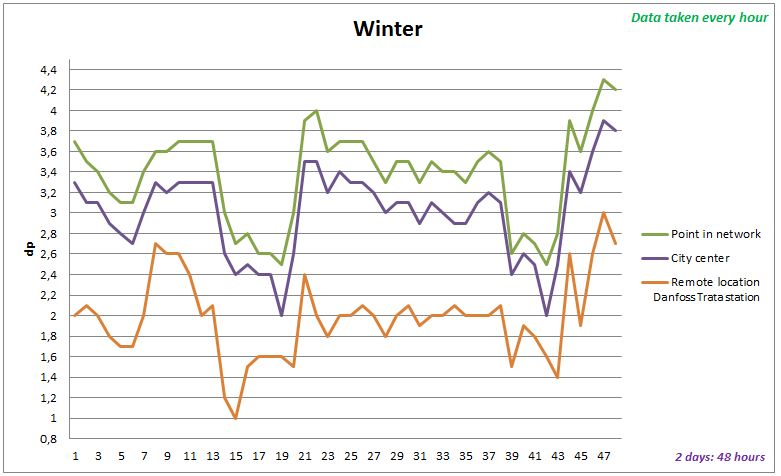 Data taken every hour
Winter
4,4
4,2
4
3,8
3,6
3,4
3,2
3
2,8
2,6
2,4
2,2
2
1,8
1,6
1,4
1,2
1
0,8
dp
1 3 5 7 9 11 13 15 17 19 21 23 25 27 29 31 33 35 37 39 41 43 45 47
Point in network
City center
Remote location
Danfoss Trata station
2 days: 48 hours